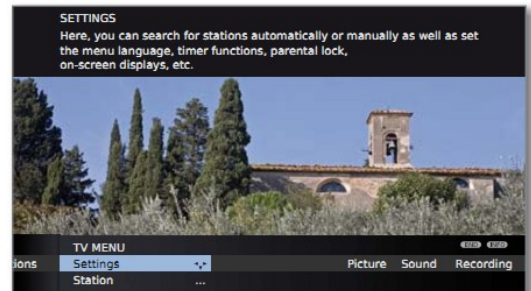 SETTINGS
Here, you can search for stations automatically or manually as well as set
the menu language, timer functions, parental lock,
on-screen displays, etc.
TV MENU
END INFO
ions Settings Picture Sound Recording
Station ...